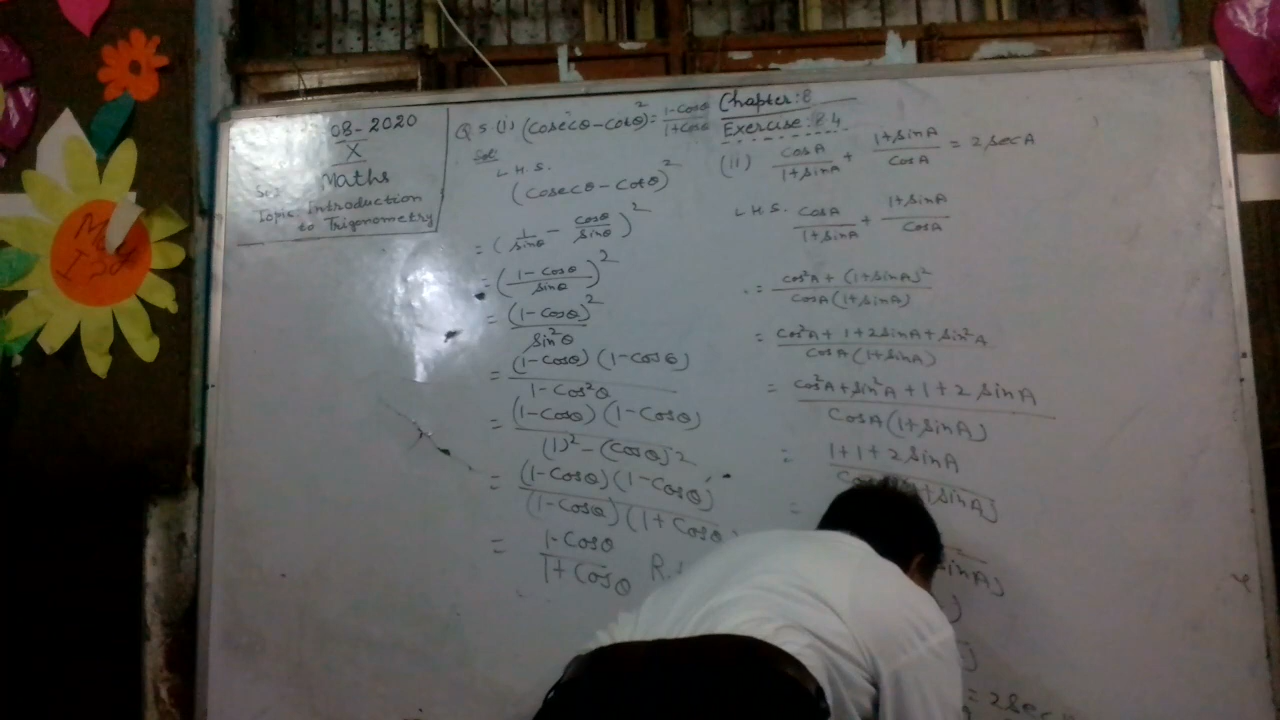 08-2020
X
Maths
Topic: Introduction
to Trigonometry
Chapter: 8
Exercise: 8.4
Q 5 (i) (cosecθ-cotθ)² = 1-Cosθ/1+Cosθ
Sol:
L.H.S.
(cosecθ-cotθ)²
= (1/sinθ - cosθ/sinθ)²
= (1-cosθ/sinθ)²
= (1-cosθ)²/sin²θ
= (1-cosθ)(1-cosθ)/1-Cos²θ
= (1-Cosθ)(1-Cosθ)/(1)²-(Cosθ)²
= (1-Cosθ)(1-Cosθ)/(1-Cosθ)(1+Cosθ
= 1-Cosθ/1+Cosθ R.
(ii) CosA/1+sinA + 1+sinA/CosA = 2secA
L.H.S. CosA/1+sinA + 1+sinA/CosA
= cos²A+(1+sinA)²/CosA(1+sinA)
= Cos²A+1+2sinA+sin²A/CosA(1+sinA)
= Cos²A+sin²A+1+2sinA/CosA(1+sinA)
= 1+1+2sinA/Cos +sinA)
=
sinA)
= 2sec